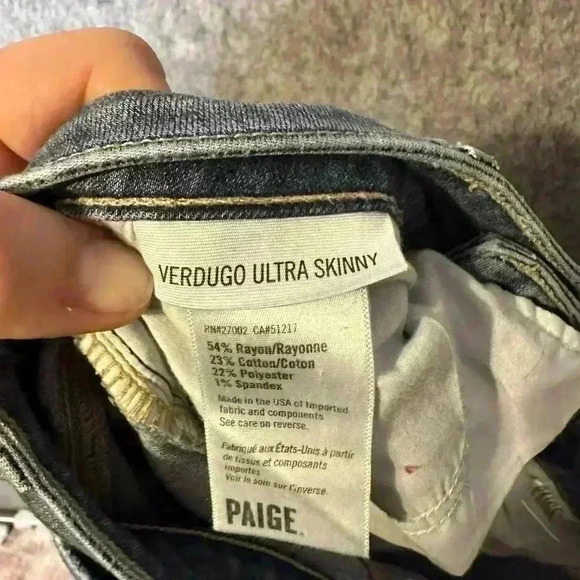 VERDUGO ULTRA SKINNY
RN#27002 CA#51217
54% Rayon/Rayonne
23% Cotton/Coton
22% Polyester
1% Spandex
Made in the USA of Imported
fabric and components
See care on reverse.
Fabriqué aux États-Unis à partir
de tissus et composants
importés
Voir le soin sur l'inverse.
PAIGE